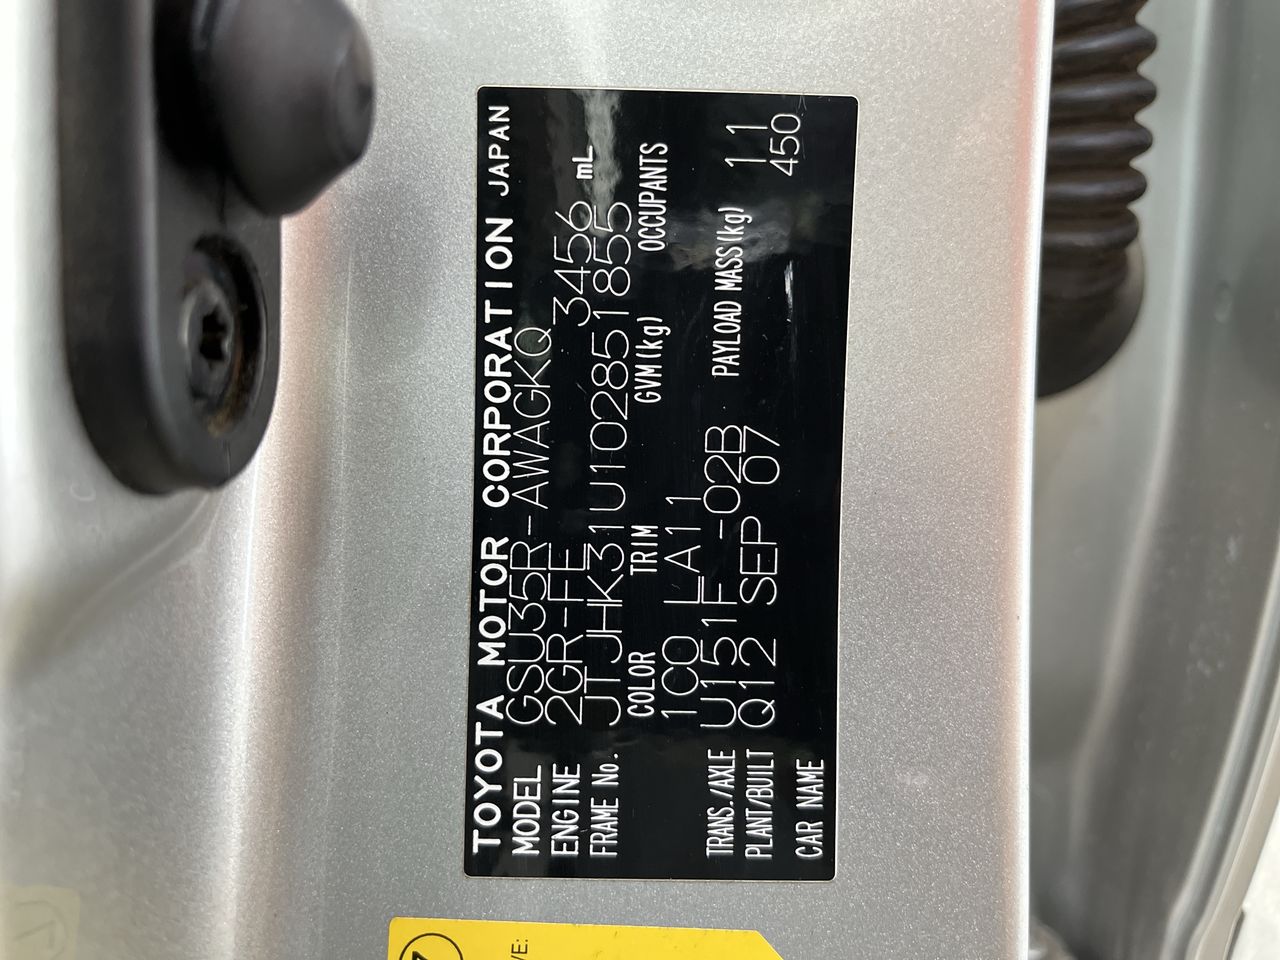 TOYOTA MOTOR CORPORATION JAPAN
MODEL GSU35R-AWAGKQ
ENGINE 2GR-FE 3456 mL
FRAME No. JTJHK31U102851855
COLOR TRIM GVM(kg) OCCUPANTS
1C0 LA11
TRANS./AXLE U151F -02B PAYLOAD MASS(kg) 11
PLANT/BUILT Q12 SEP 07 450
CAR NAME
VE: